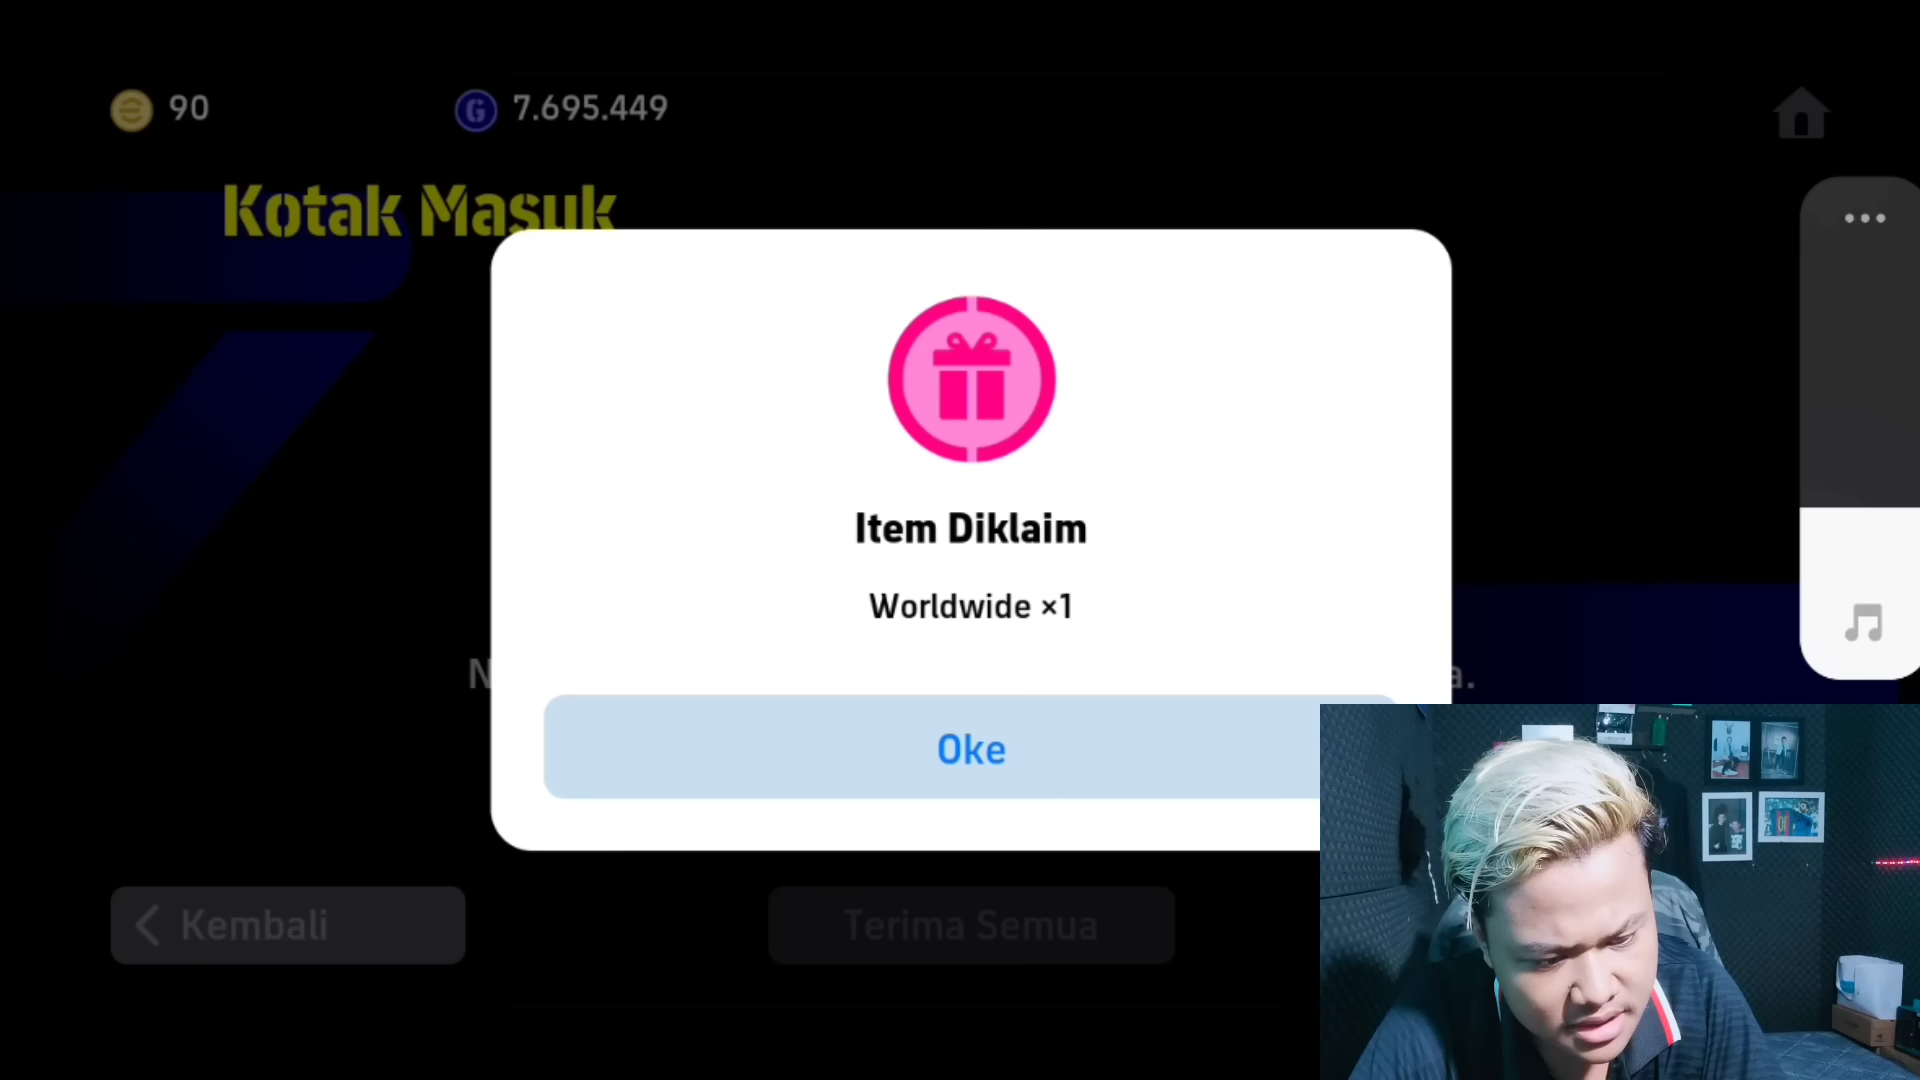 90
7.695.449
Kotak Masuk
Item Diklaim
Worldwide ×1
N
a.
Oke
Kembali
Terima Semua